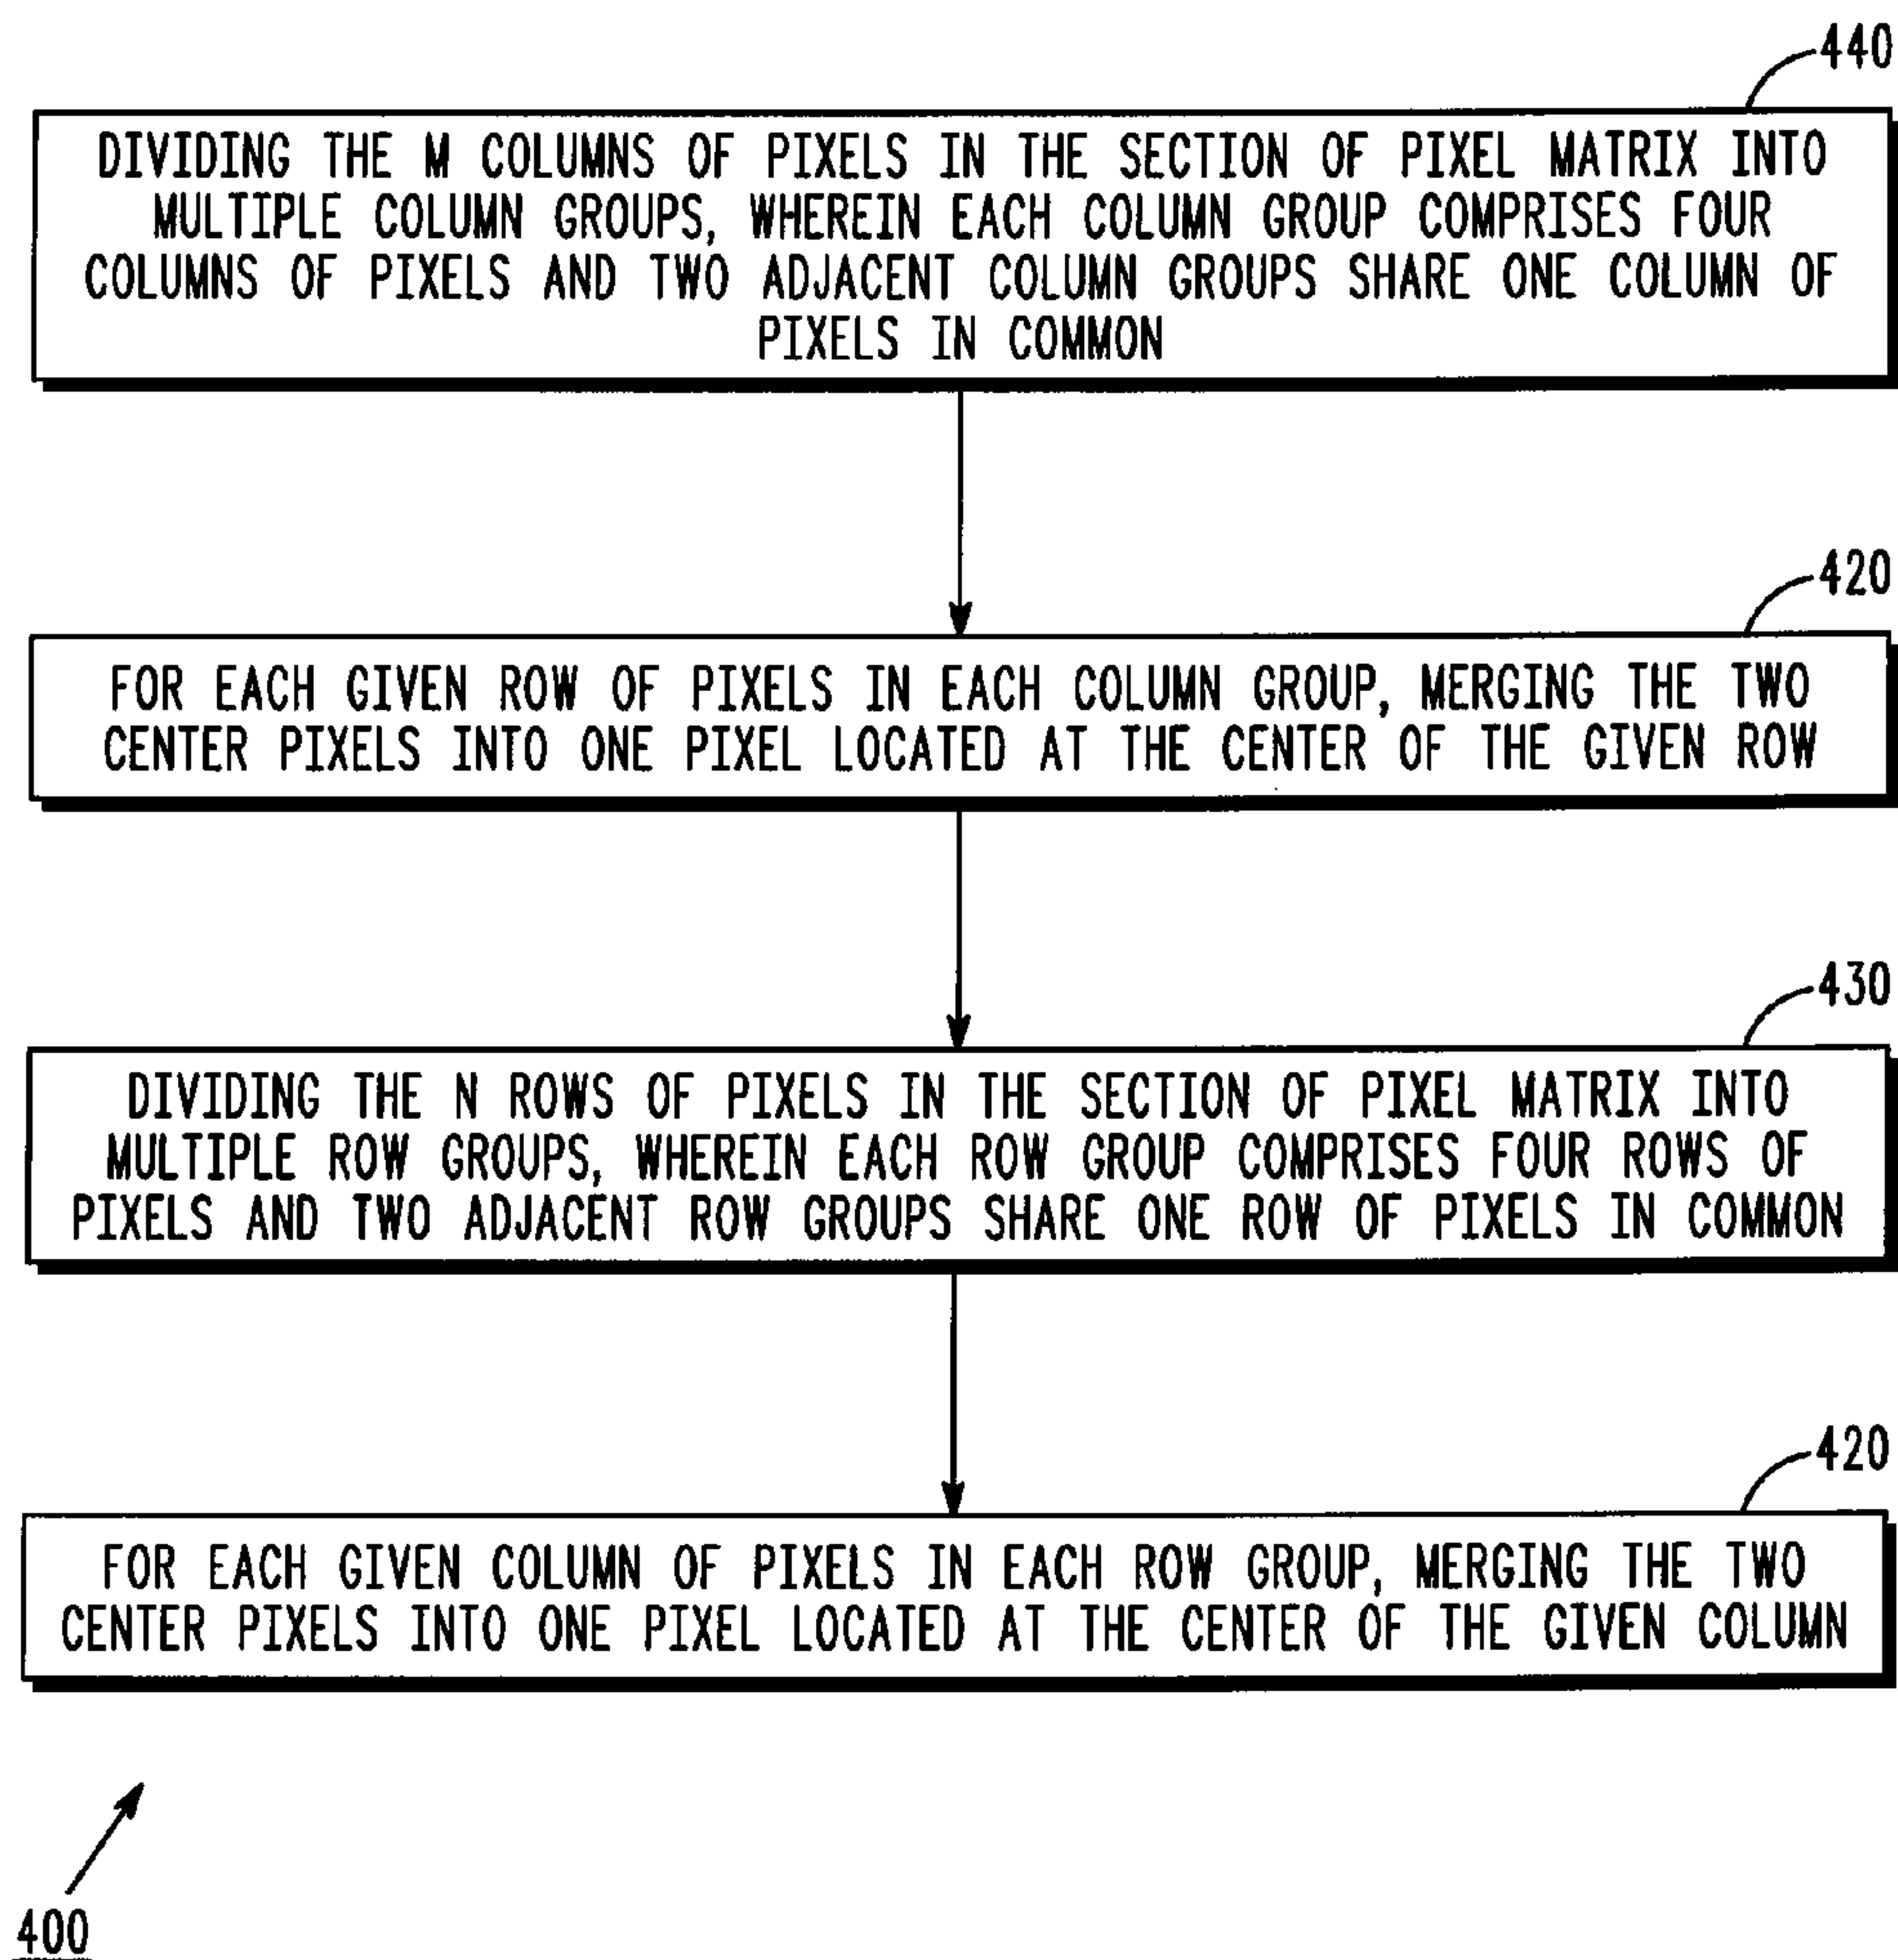 440
DIVIDING THE M COLUMNS OF PIXELS IN THE SECTION OF PIXEL MATRIX INTO
MULTIPLE COLUMN GROUPS, WHEREIN EACH COLUMN GROUP COMPRISES FOUR
COLUMNS OF PIXELS AND TWO ADJACENT COLUMN GROUPS SHARE ONE COLUMN OF
PIXELS IN COMMON
420
FOR EACH GIVEN ROW OF PIXELS IN EACH COLUMN GROUP, MERGING THE TWO
CENTER PIXELS INTO ONE PIXEL LOCATED AT THE CENTER OF THE GIVEN ROW
430
DIVIDING THE N ROWS OF PIXELS IN THE SECTION OF PIXEL MATRIX INTO
MULTIPLE ROW GROUPS, WHEREIN EACH ROW GROUP COMPRISES FOUR ROWS OF
PIXELS AND TWO ADJACENT ROW GROUPS SHARE ONE ROW OF PIXELS IN COMMON
420
FOR EACH GIVEN COLUMN OF PIXELS IN EACH ROW GROUP, MERGING THE TWO
CENTER PIXELS INTO ONE PIXEL LOCATED AT THE CENTER OF THE GIVEN COLUMN
400